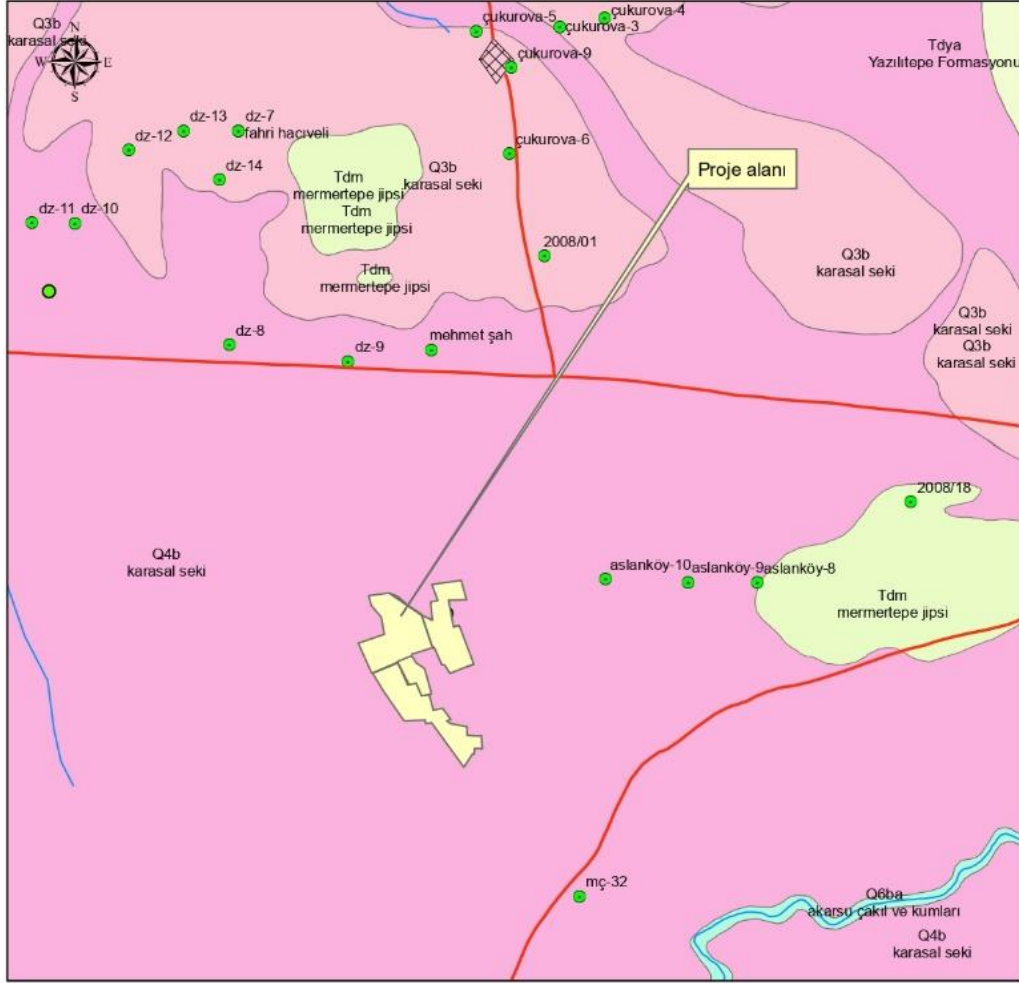 çukurova-5
çukurova-4
çukurova-3
Q3b
karasal seki
N
W
E
S
Tdya
Yazılıtepe Formasyonu
çukurova-9
dz-13
dz-7
fahri hacıveli
dz-12
çukurova-6
dz-14
Tdm
mermertepe jipsi
Tdm
mermertepe jipsi
Q3b
karasal seki
Proje alanı
dz-11
dz-10
2008/01
Q3b
karasal seki
Tdm
mermertepe jipsi
Q3b
karasal seki
Q3b
karasal seki
dz-8
dz-9
mehmet şah
2008/18
Q4b
karasal seki
aslanköy-10
aslanköy-9
aslanköy-8
Tdm
mermertepe jipsi
mç-32
Q6ba
akarsu çakıl ve kumları
Q4b
karasal seki